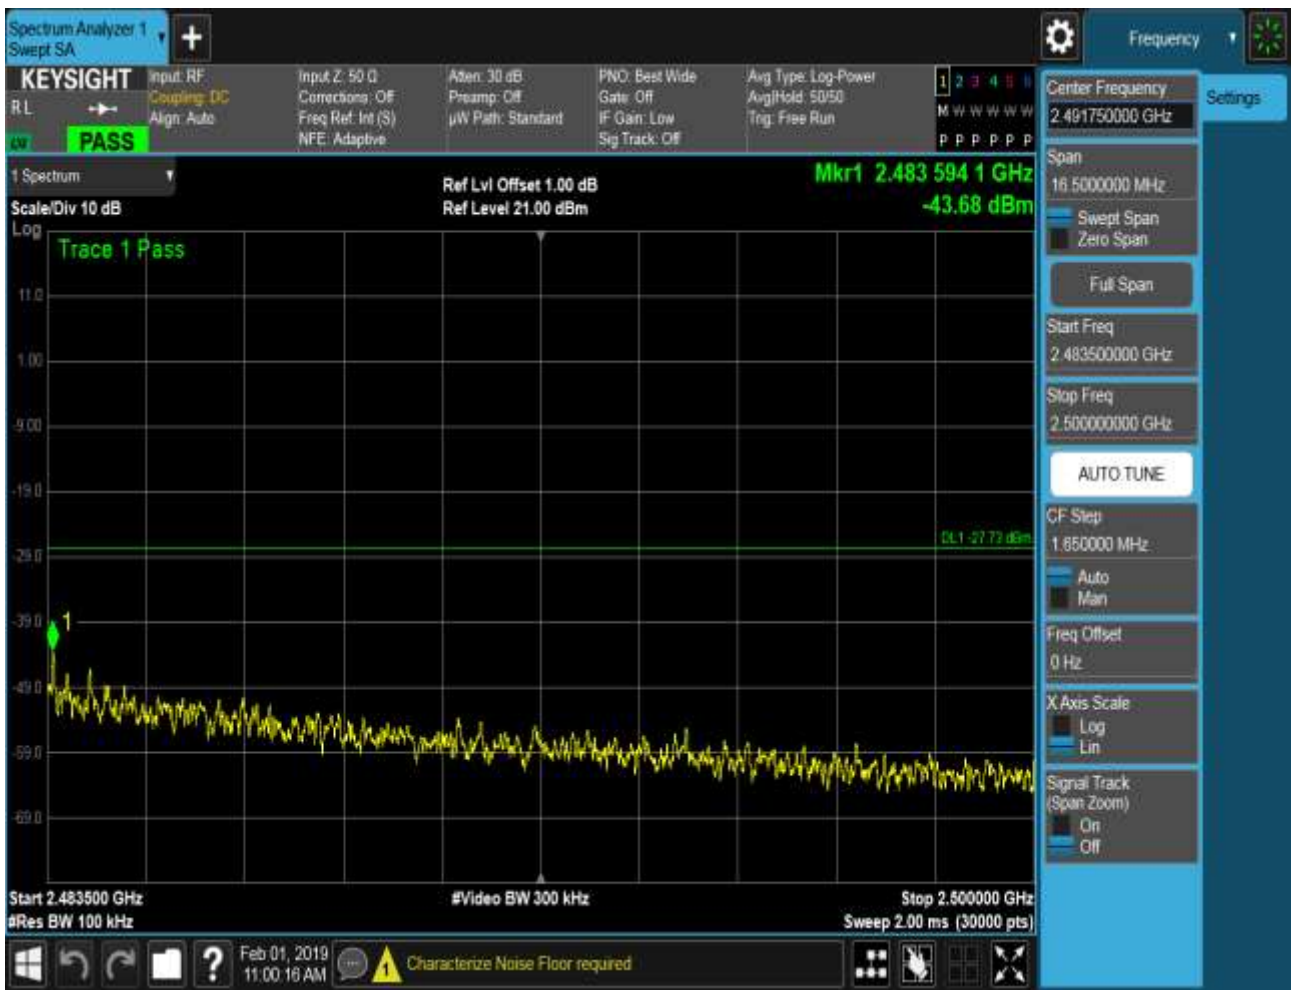 Spectrum Analyzer 1
Swept SA
Frequency
KEYSIGHT
R L
PASS
Input: RF
Coupling: DC
Align: Auto
Input Z: 50 Ω
Corrections: Off
Freq Ref: Int (S)
NFE: Adaptive
Atten: 30 dB
Preamp: Off
µW Path: Standard
PNO: Best Wide
Gate: Off
IF Gain: Low
Sig Track: Off
Avg Type: Log-Power
Avg|Hold: 50/50
Trig: Free Run
1 2 3 4 5 6
M W W W W W
P P P P P P
1 Spectrum
Scale/Div 10 dB
Log
Ref Lvl Offset 1.00 dB
Ref Level 21.00 dBm
Mkr1 2.483 594 1 GHz
-43.68 dBm
Trace 1 Pass
11.0
1.00
-9.00
-19.0
DL1 -27.73 dBm
-29.0
-39.0
1
-49.0
-59.0
-69.0
Start 2.483500 GHz
#Video BW 300 kHz
Stop 2.500000 GHz
#Res BW 100 kHz
Sweep 2.00 ms (30000 pts)
?
Feb 01, 2019
11:00:16 AM
1
Characterize Noise Floor required
Center Frequency
2.491750000 GHz
Settings
Span
16.5000000 MHz
Swept Span
Zero Span
Full Span
Start Freq
2.483500000 GHz
Stop Freq
2.500000000 GHz
AUTO TUNE
CF Step
1.650000 MHz
Auto
Man
Freq Offset
0 Hz
X Axis Scale
Log
Lin
Signal Track
(Span Zoom)
On
Off